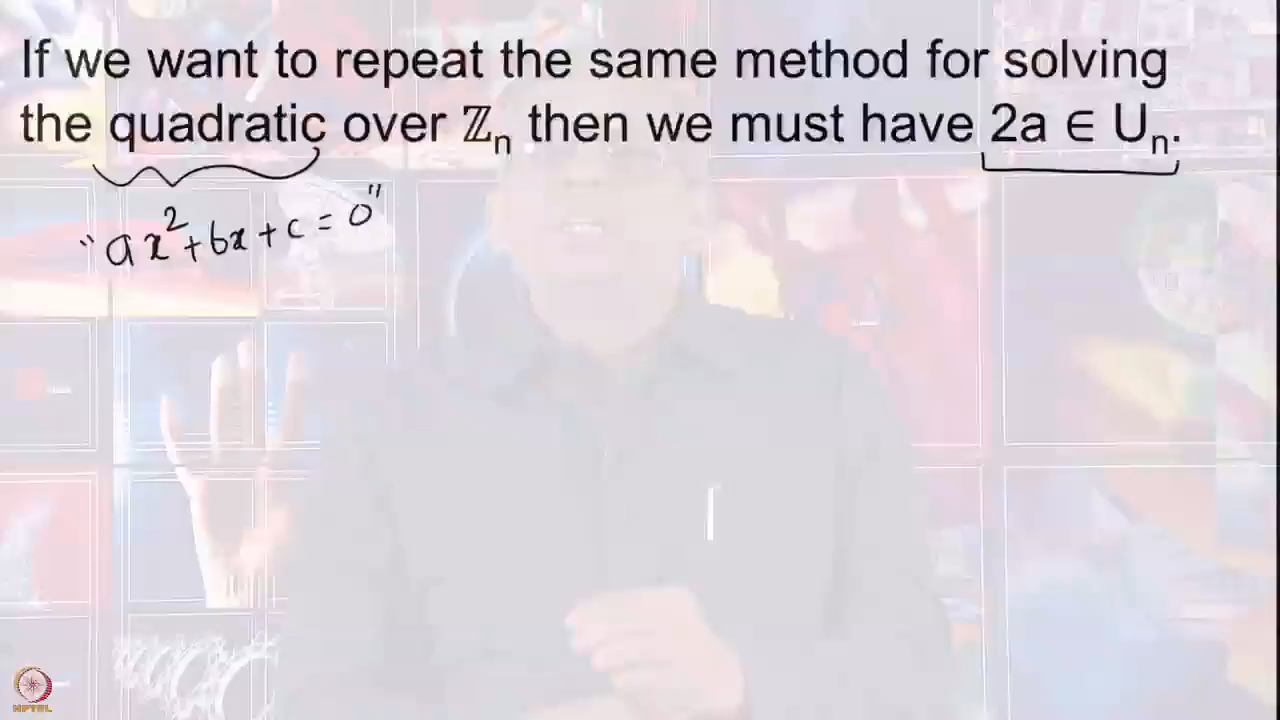 If we want to repeat the same method for solving
the quadratic over ℤₙ then we must have 2a ∈ Uₙ.
"ax²+bx+c=0"
NPTEL